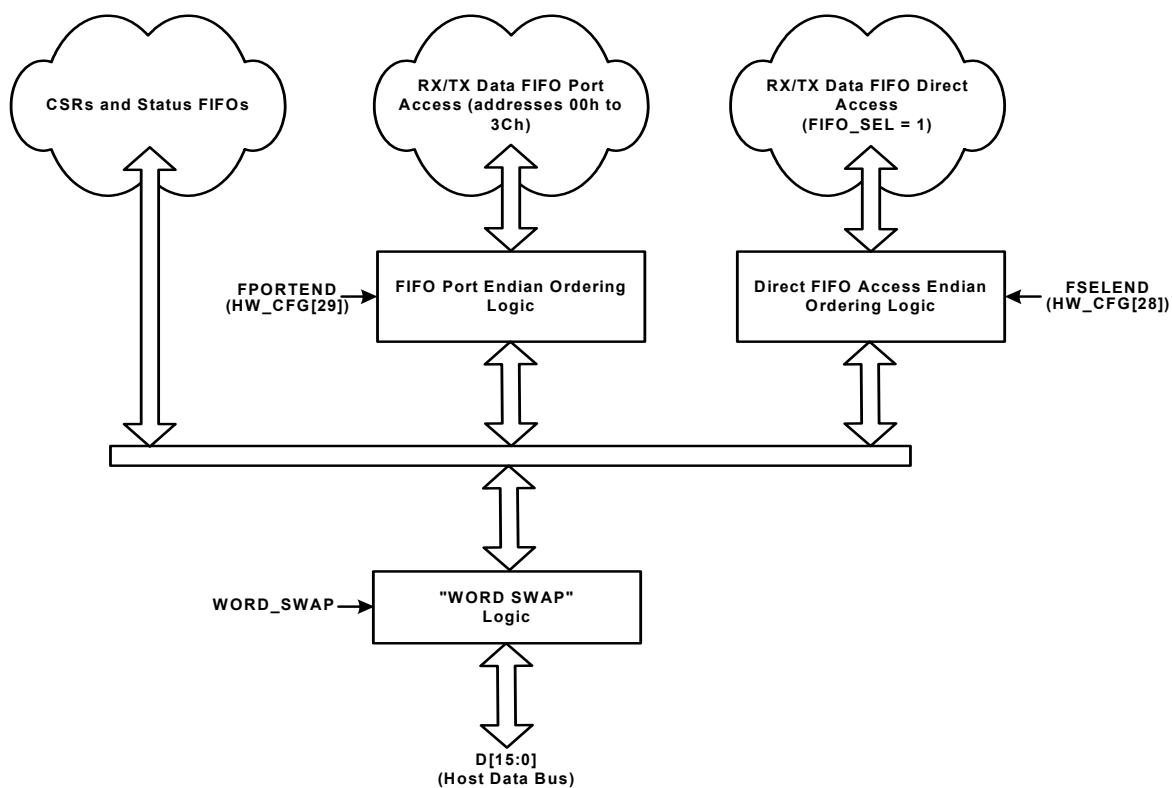 CSRs and Status FIFOs
RX/TX Data FIFO Port
Access (addresses 00h to
3Ch)
RX/TX Data FIFO Direct
Access
(FIFO_SEL = 1)
FPORTEND
(HW_CFG[29])
FIFO Port Endian Ordering
Logic
Direct FIFO Access Endian
Ordering Logic
FSELEND
(HW_CFG[28])
WORD_SWAP
"WORD SWAP"
Logic
D[15:0]
(Host Data Bus)